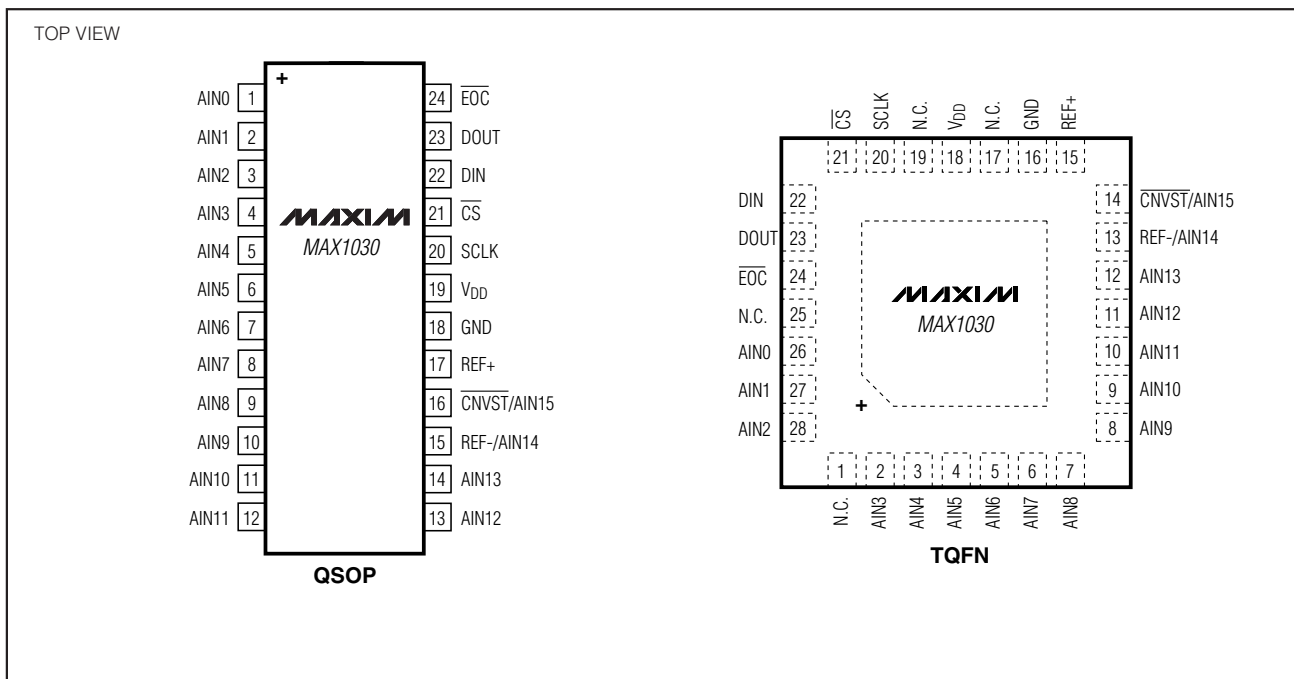 TOP VIEW
+
AIN0 1
AIN1 2
AIN2 3
AIN3 4
AIN4 5
AIN5 6
AIN6 7
AIN7 8
AIN8 9
AIN9 10
AIN10 11
AIN11 12
MAXIM
MAX1030
24 EOC
23 DOUT
22 DIN
21 CS
20 SCLK
19 VDD
18 GND
17 REF+
16 CNVST/AIN15
15 REF-/AIN14
14 AIN13
13 AIN12
QSOP
CS SCLK N.C. VDD N.C. GND REF+
21 20 19 18 17 16 15
DIN 22
DOUT 23
EOC 24
N.C. 25
AIN0 26
AIN1 27
AIN2 28
MAXIM
MAX1030
+
14 CNVST/AIN15
13 REF-/AIN14
12 AIN13
11 AIN12
10 AIN11
9 AIN10
8 AIN9
1 2 3 4 5 6 7
N.C. AIN3 AIN4 AIN5 AIN6 AIN7 AIN8
TQFN